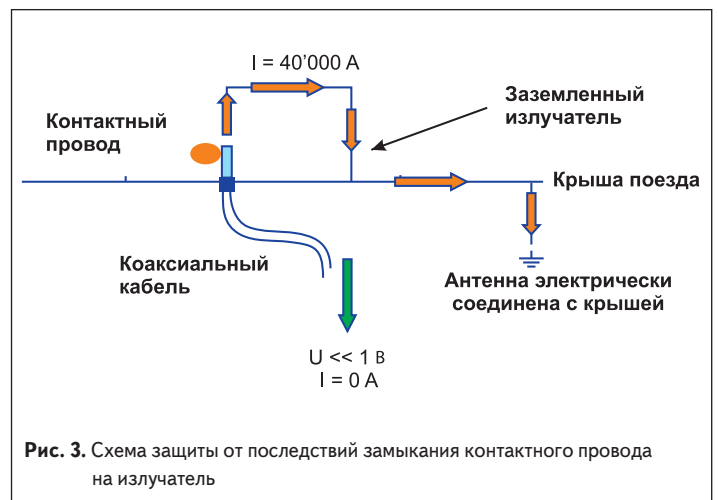 I = 40’000 A
Заземленный
излучатель
Контактный
провод
Крыша поезда
Коаксиальный
кабель
Антенна электрически
соединена с крышей
U << 1 В
I = 0 A
Рис. 3. Схема защиты от последствий замыкания контактного провода
на излучатель